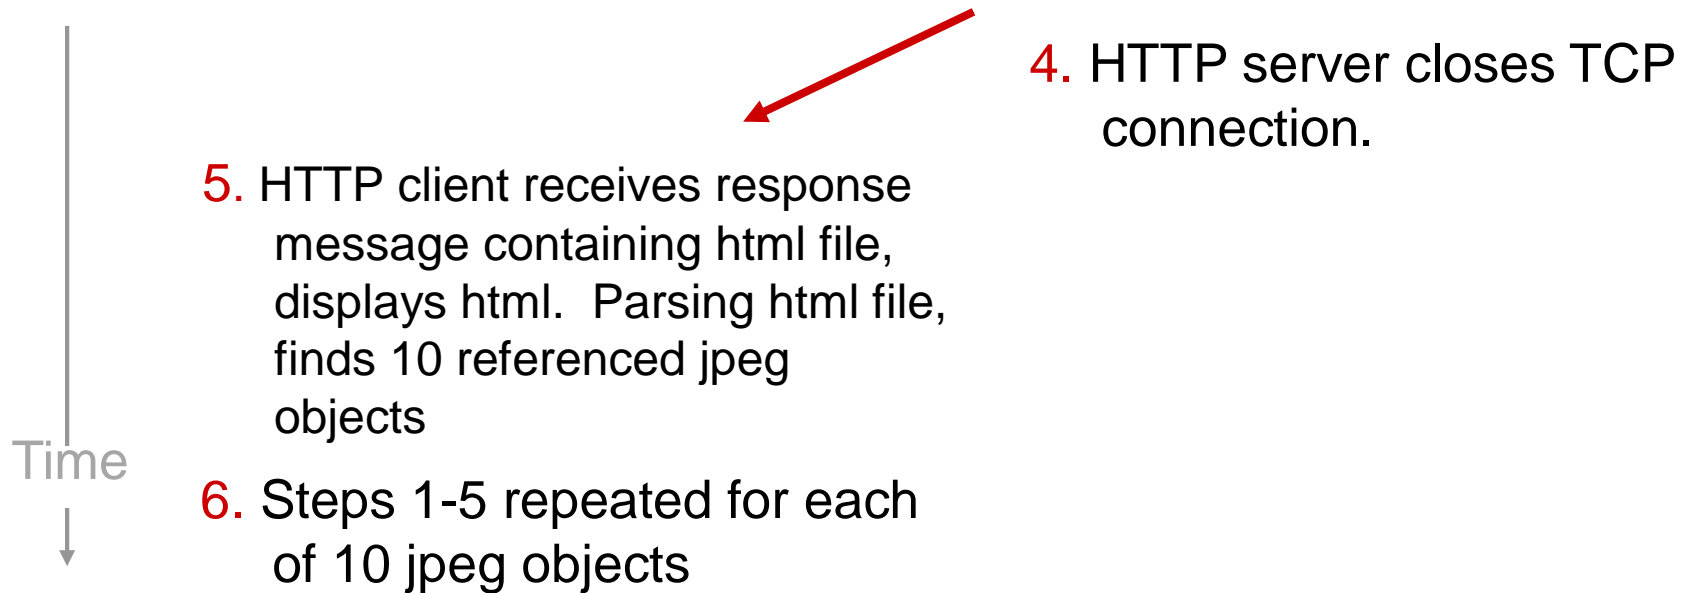 4. HTTP server closes TCP
connection.
5. HTTP client receives response
message containing html file,
displays html.  Parsing html file,
finds 10 referenced jpeg
objects
Time
6. Steps 1-5 repeated for each
of 10 jpeg objects